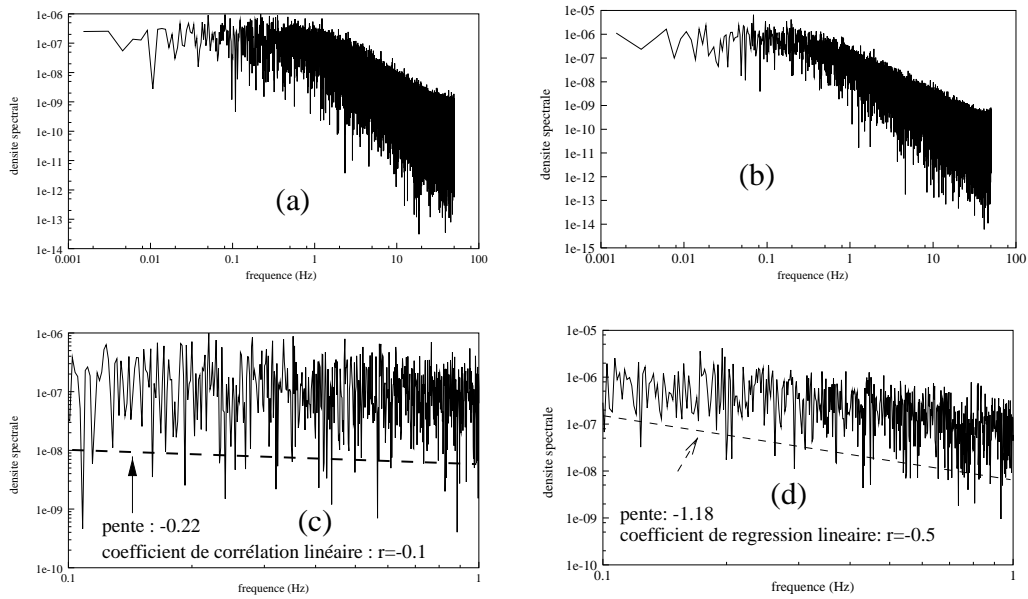 1e-06
1e-07
1e-08
1e-09
1e-10
1e-11
1e-12
1e-13
1e-14
densite spectrale
0.001
0.01
0.1
1
10
100
frequence (Hz)
(a)
1e-05
1e-06
1e-07
1e-08
1e-09
1e-10
1e-11
1e-12
1e-13
1e-14
1e-15
densite spectrale
0.001
0.01
0.1
1
10
100
frequence (Hz)
(b)
1e-06
1e-07
1e-08
1e-09
1e-10
densite spectrale
0.1
1
frequence (Hz)
(c)
pente : -0.22
coefficient de corrélation linéaire : r=-0.1
1e-05
1e-06
1e-07
1e-08
1e-09
1e-10
densite spectrale
0.1
1
frequence (Hz)
(d)
pente: -1.18
coefficient de regression lineaire: r=-0.5